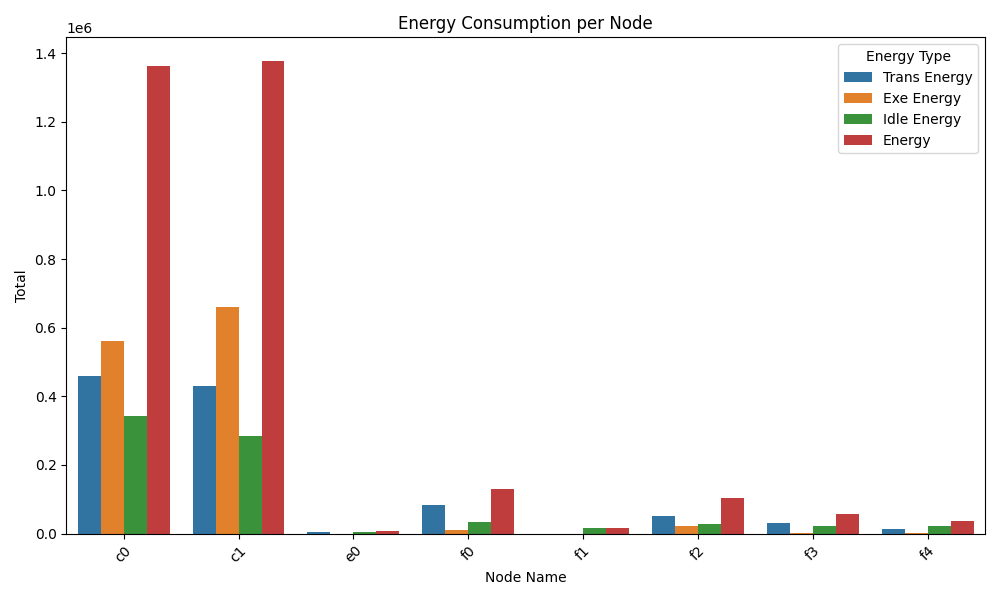 Energy Consumption per Node
1e6
Energy Type
Trans Energy
Exe Energy
Idle Energy
Energy
1.4
1.2
1.0
0.8
0.6
0.4
0.2
0.0
Total
c0
c1
e0
f0
f1
f2
f3
f4
Node Name